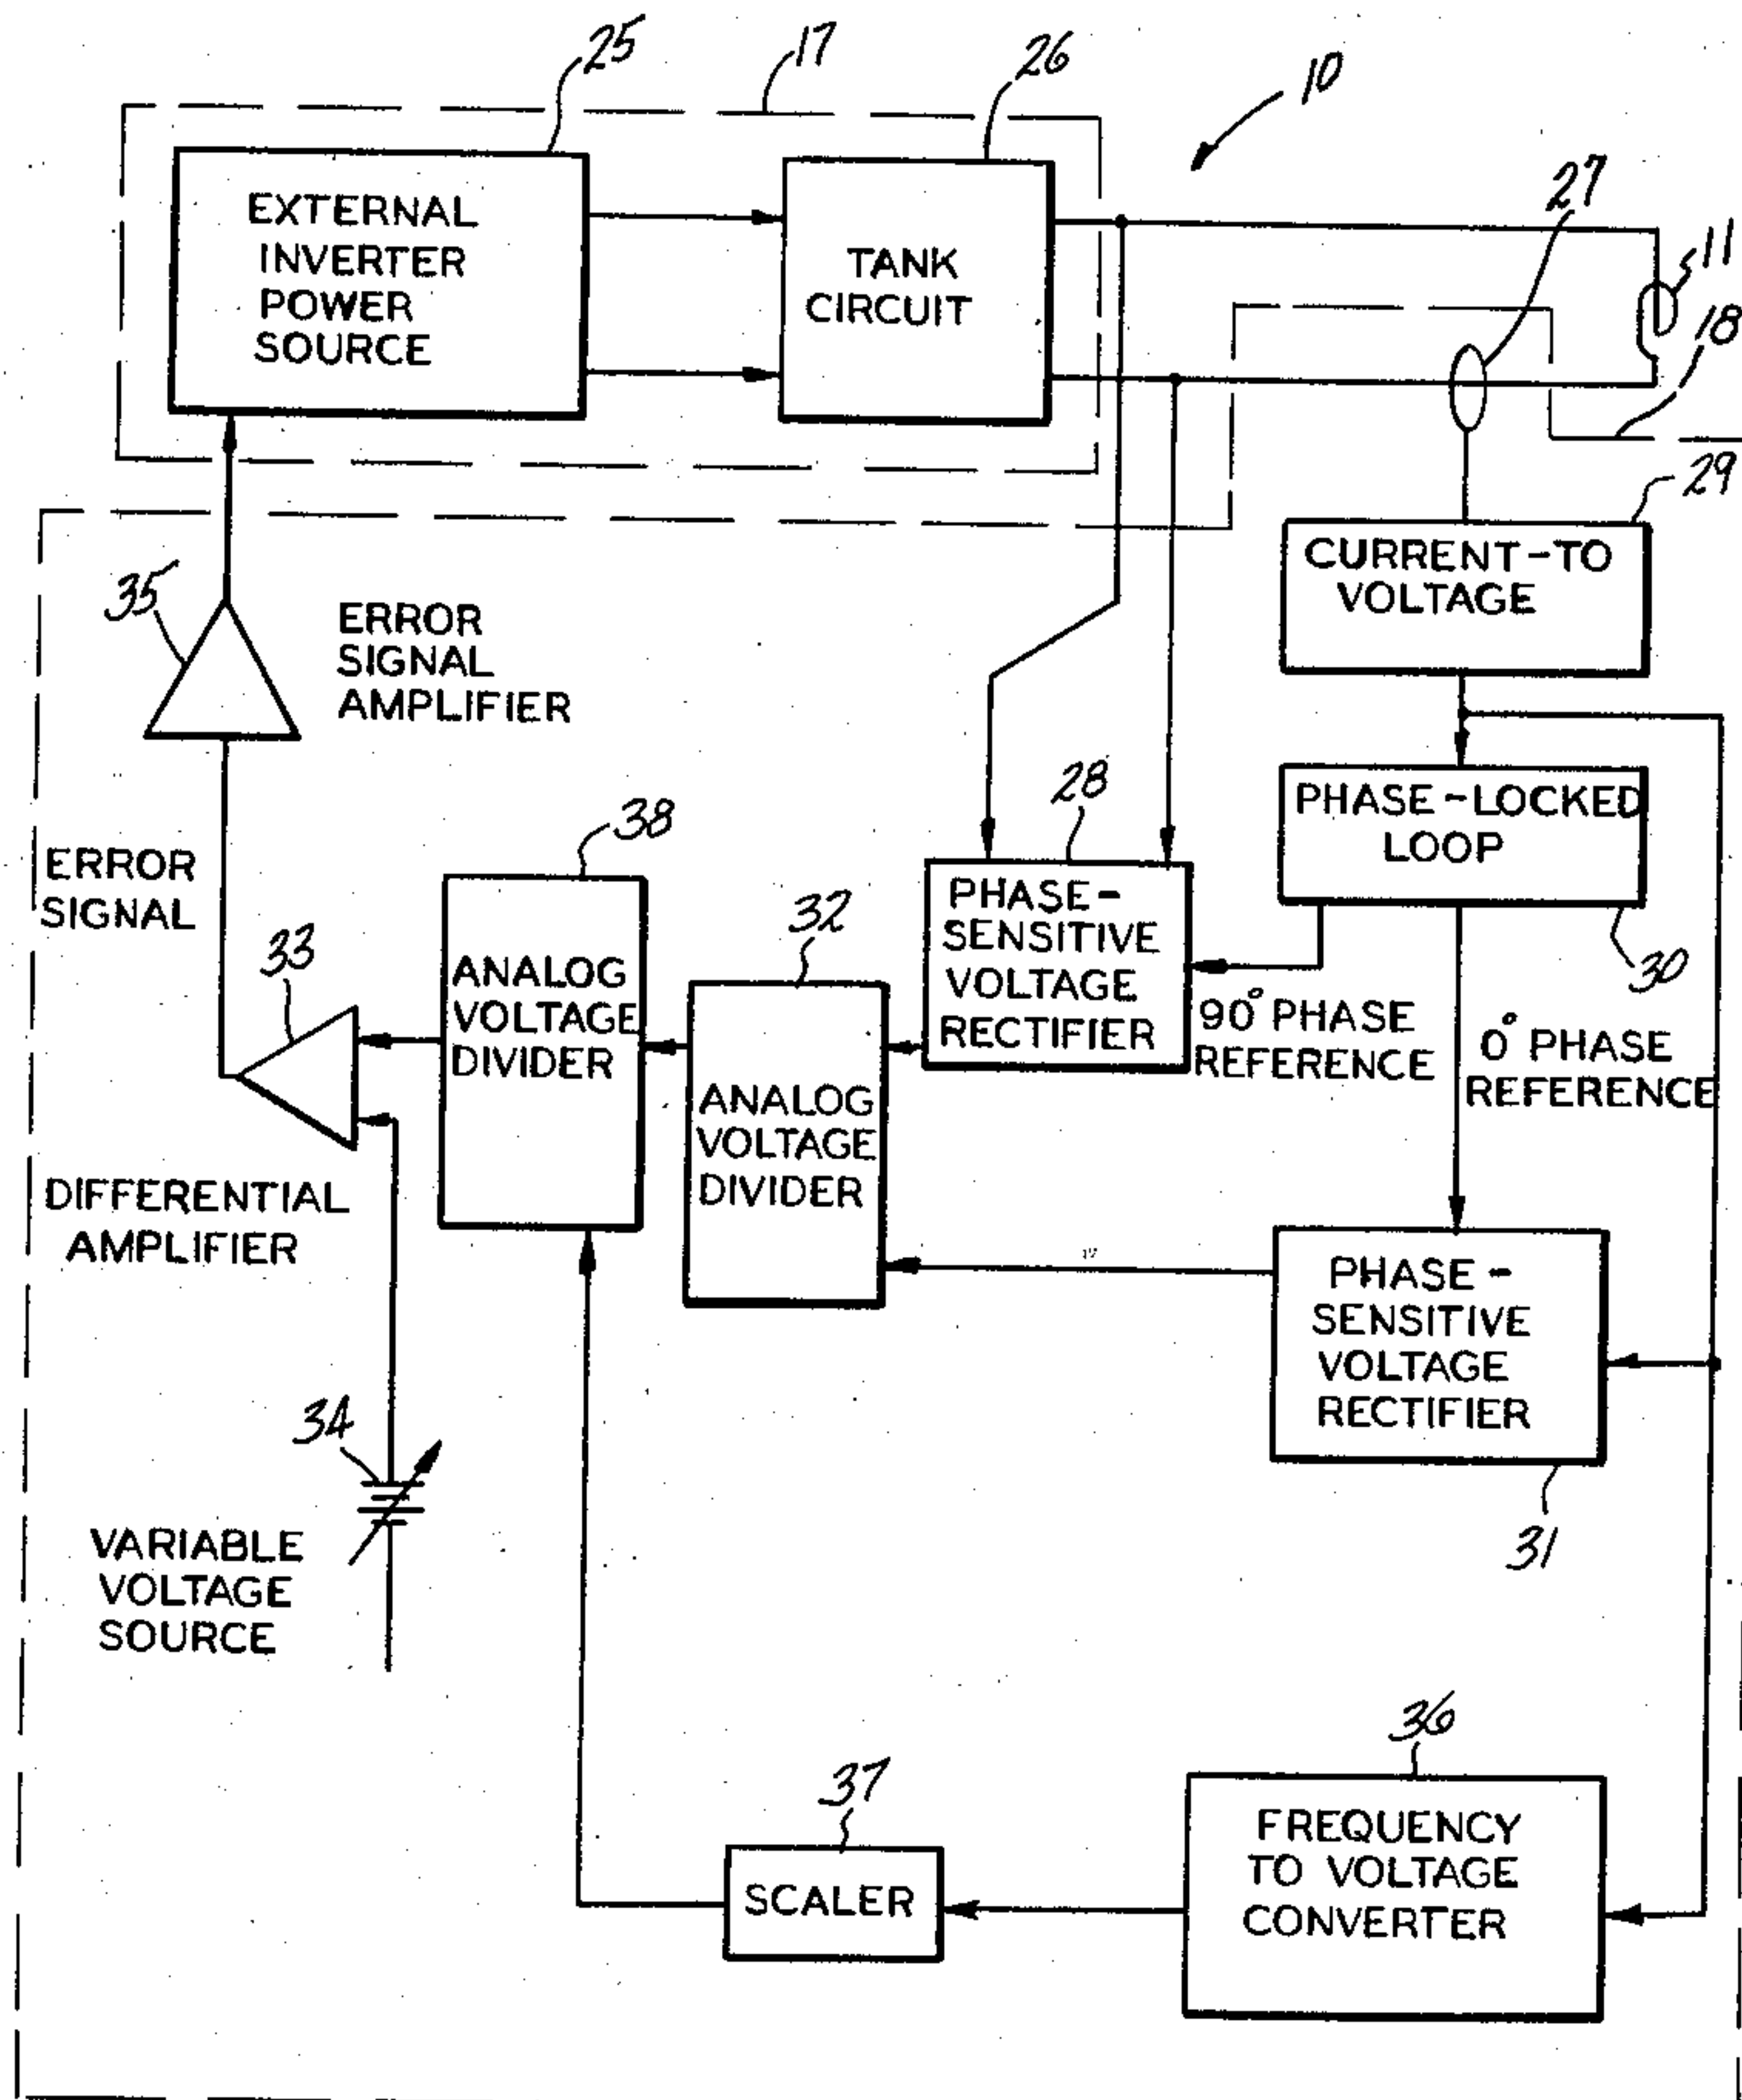 25
17
26
10
27
11
18
EXTERNAL
INVERTER
POWER
SOURCE
TANK
CIRCUIT
29
CURRENT-TO
VOLTAGE
35
ERROR
SIGNAL
AMPLIFIER
28
PHASE-LOCKED
LOOP
30
38
32
ERROR
SIGNAL
33
PHASE-
SENSITIVE
VOLTAGE
RECTIFIER
90° PHASE
REFERENCE
0° PHASE
REFERENCE
ANALOG
VOLTAGE
DIVIDER
ANALOG
VOLTAGE
DIVIDER
DIFFERENTIAL
AMPLIFIER
PHASE-
SENSITIVE
VOLTAGE
RECTIFIER
31
34
VARIABLE
VOLTAGE
SOURCE
36
37
FREQUENCY
TO VOLTAGE
CONVERTER
SCALER